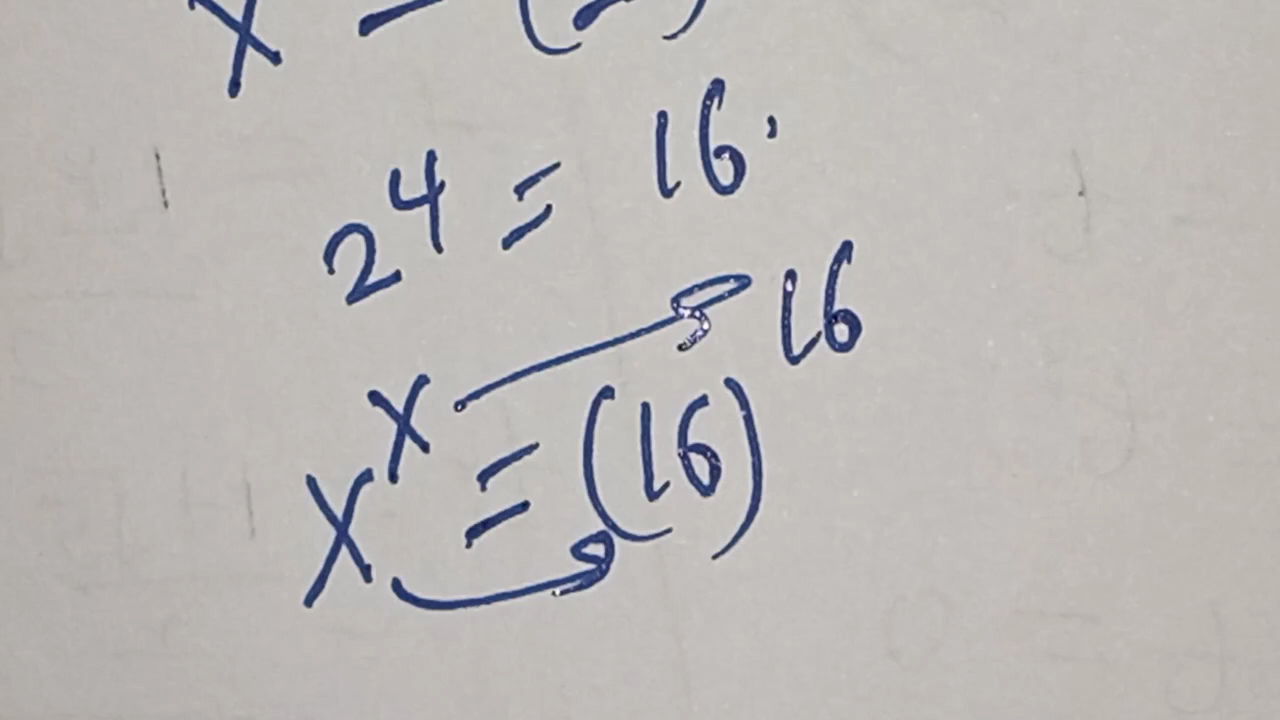 2⁴ = 16
xˣ = (16)¹⁶